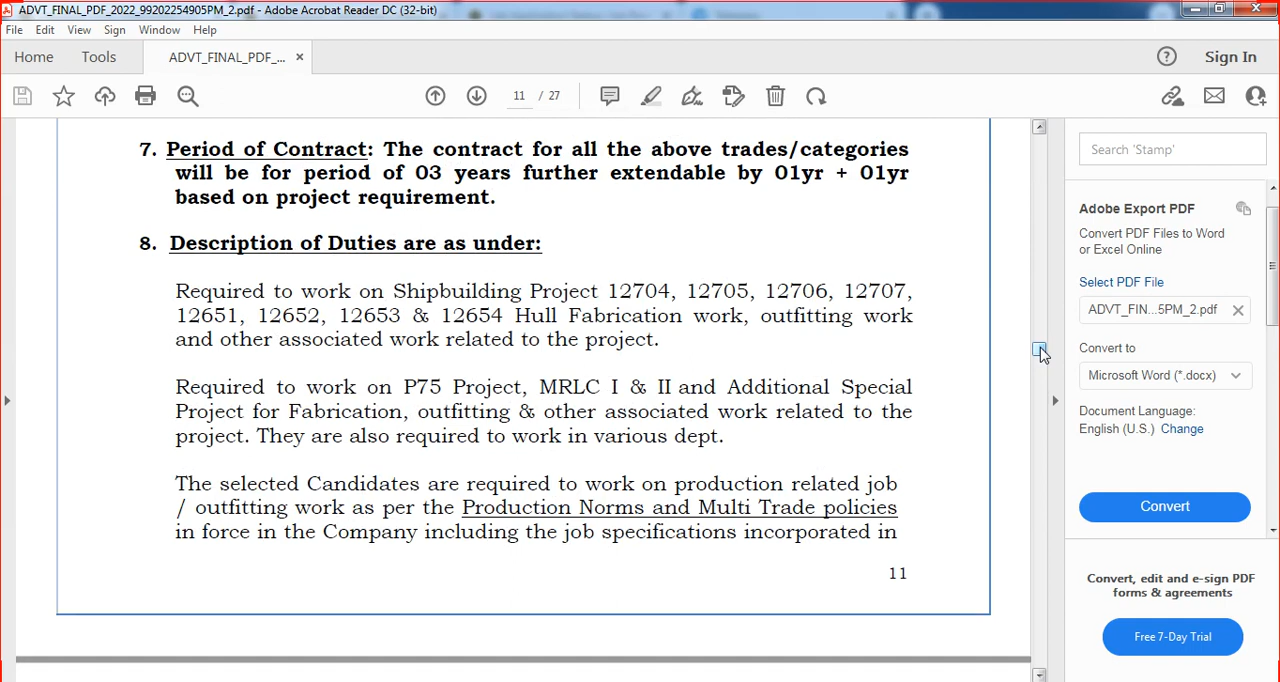 ADVT_FINAL_PDF_2022_99202254905PM_2.pdf - Adobe Acrobat Reader DC (32-bit)
File Edit View Sign Window Help
Home Tools ADVT_FINAL_PDF_... × Sign In
11 / 27
7. Period of Contract: The contract for all the above trades/categories
will be for period of 03 years further extendable by 01yr + 01yr
based on project requirement.
8. Description of Duties are as under:
Required to work on Shipbuilding Project 12704, 12705, 12706, 12707,
12651, 12652, 12653 & 12654 Hull Fabrication work, outfitting work
and other associated work related to the project.
Required to work on P75 Project, MRLC I & II and Additional Special
Project for Fabrication, outfitting & other associated work related to the
project. They are also required to work in various dept.
The selected Candidates are required to work on production related job
/ outfitting work as per the Production Norms and Multi Trade policies
in force in the Company including the job specifications incorporated in
11
Search 'Stamp'
Adobe Export PDF
Convert PDF Files to Word
or Excel Online
Select PDF File
ADVT_FIN...5PM_2.pdf
Convert to
Microsoft Word (*.docx)
Document Language:
English (U.S.) Change
Convert
Convert, edit and e-sign PDF
forms & agreements
Free 7-Day Trial